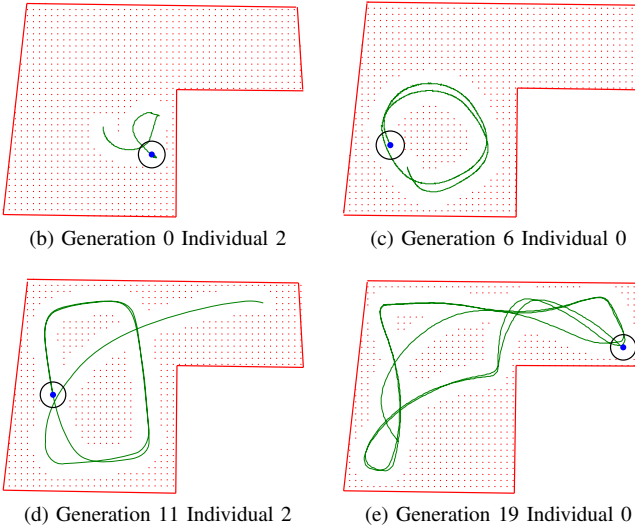 (b) Generation 0 Individual 2
(c) Generation 6 Individual 0
(d) Generation 11 Individual 2
(e) Generation 19 Individual 0